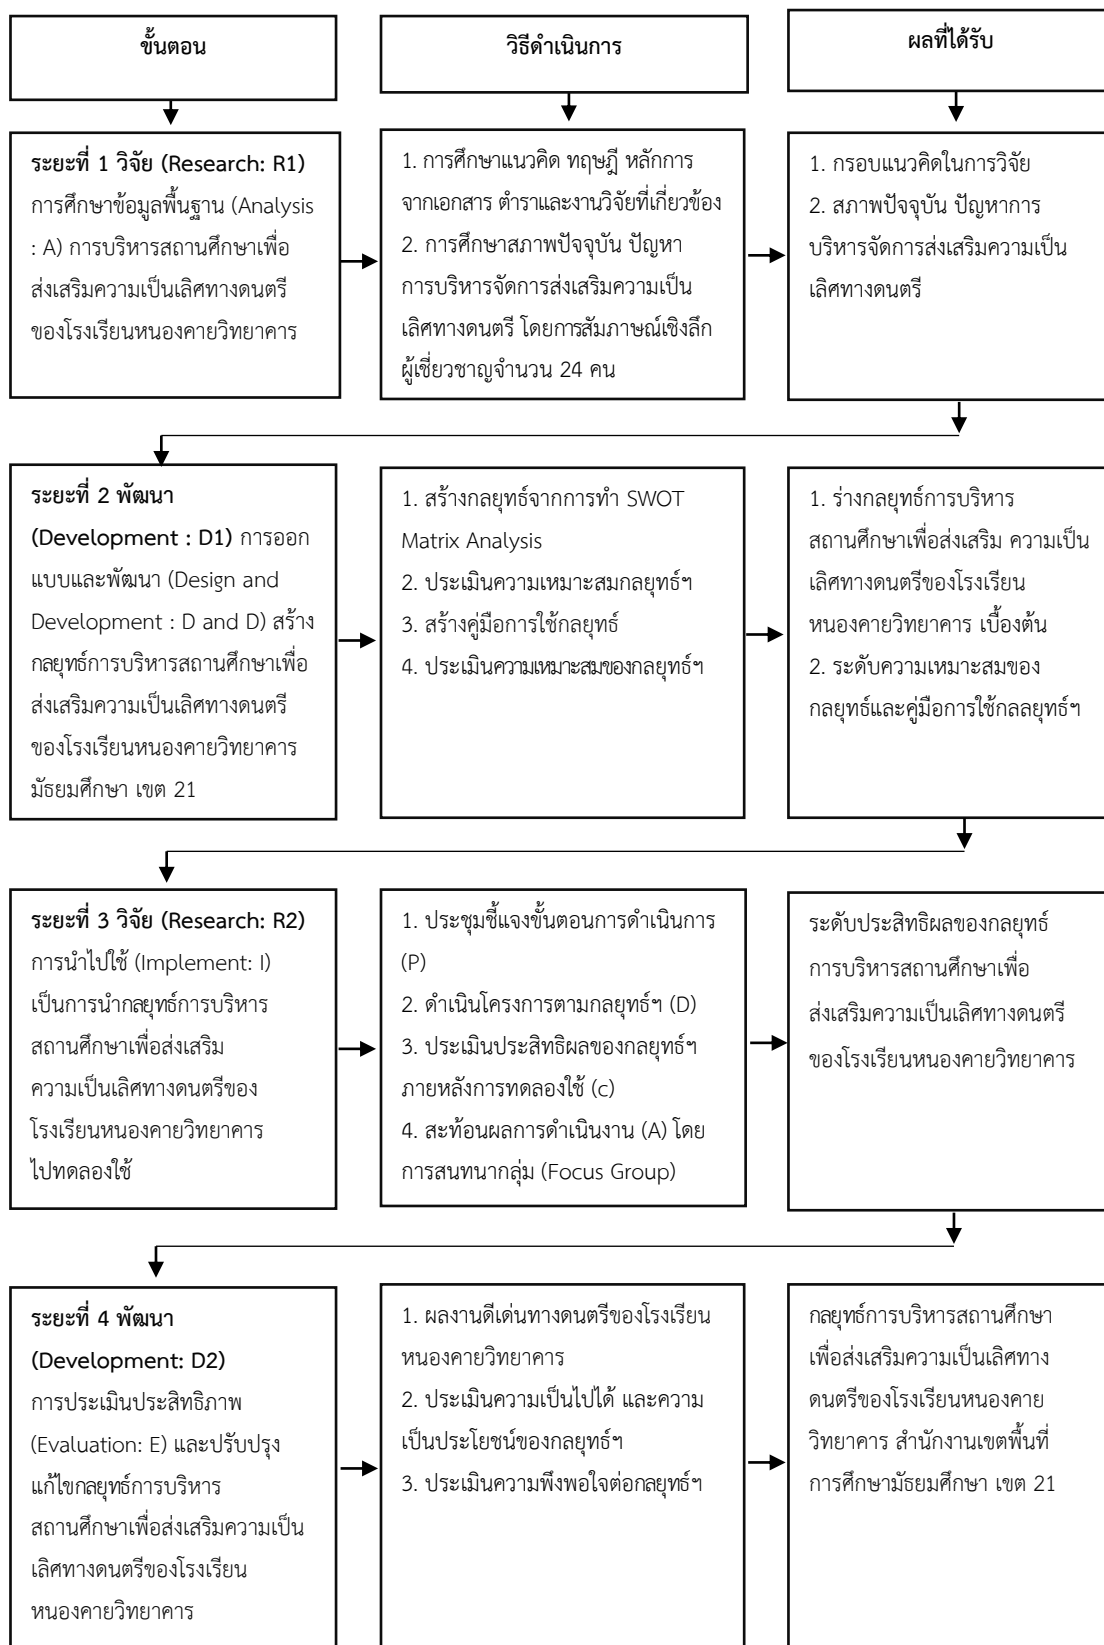 ขั้นตอน
วิธีดำเนินการ
ผลที่ได้รับ
ระยะที่ 1 วิจัย (Research: R1)
การศึกษาข้อมูลพื้นฐาน (Analysis
: A) การบริหารสถานศึกษาเพื่อ
ส่งเสริมความเป็นเลิศทางดนตรี
ของโรงเรียนหนองคายวิทยาคาร
1. การศึกษาแนวคิด ทฤษฎี หลักการ
จากเอกสาร ตำราและงานวิจัยที่เกี่ยวข้อง
2. การศึกษาสภาพปัจจุบัน ปัญหา
การบริหารจัดการส่งเสริมความเป็น
เลิศทางดนตรี โดยการสัมภาษณ์เชิงลึก
ผู้เชี่ยวชาญจำนวน 24 คน
1. กรอบแนวคิดในการวิจัย
2. สภาพปัจจุบัน ปัญหาการ
บริหารจัดการส่งเสริมความเป็น
เลิศทางดนตรี
ระยะที่ 2 พัฒนา
(Development : D1) การออก
แบบและพัฒนา (Design and
Development : D and D) สร้าง
กลยุทธ์การบริหารสถานศึกษาเพื่อ
ส่งเสริมความเป็นเลิศทางดนตรี
ของโรงเรียนหนองคายวิทยาคาร
มัธยมศึกษา เขต 21
1. สร้างกลยุทธ์จากการทำ SWOT
Matrix Analysis
2. ประเมินความเหมาะสมกลยุทธ์ฯ
3. สร้างคู่มือการใช้กลยุทธ์
4. ประเมินความเหมาะสมของกลยุทธ์ฯ
1. ร่างกลยุทธ์การบริหาร
สถานศึกษาเพื่อส่งเสริม ความเป็น
เลิศทางดนตรีของโรงเรียน
หนองคายวิทยาคาร เบื้องต้น
2. ระดับความเหมาะสมของ
กลยุทธ์และคู่มือการใช้กลลยุทธ์ฯ
ระยะที่ 3 วิจัย (Research: R2)
การนำไปใช้ (Implement: I)
เป็นการนำกลยุทธ์การบริหาร
สถานศึกษาเพื่อส่งเสริม
ความเป็นเลิศทางดนตรีของ
โรงเรียนหนองคายวิทยาคาร
ไปทดลองใช้
1. ประชุมชี้แจงขั้นตอนการดำเนินการ
(P)
2. ดำเนินโครงการตามกลยุทธ์ฯ (D)
3. ประเมินประสิทธิผลของกลยุทธ์ฯ
ภายหลังการทดลองใช้ (c)
4. สะท้อนผลการดำเนินงาน (A) โดย
การสนทนากลุ่ม (Focus Group)
ระดับประสิทธิผลของกลยุทธ์
การบริหารสถานศึกษาเพื่อ
ส่งเสริมความเป็นเลิศทางดนตรี
ของโรงเรียนหนองคายวิทยาคาร
ระยะที่ 4 พัฒนา
(Development: D2)
การประเมินประสิทธิภาพ
(Evaluation: E) และปรับปรุง
แก้ไขกลยุทธ์การบริหาร
สถานศึกษาเพื่อส่งเสริมความเป็น
เลิศทางดนตรีของโรงเรียน
หนองคายวิทยาคาร
1. ผลงานดีเด่นทางดนตรีของโรงเรียน
หนองคายวิทยาคาร
2. ประเมินความเป็นไปได้ และความ
เป็นประโยชน์ของกลยุทธ์ฯ
3. ประเมินความพึงพอใจต่อกลยุทธ์ฯ
กลยุทธ์การบริหารสถานศึกษา
เพื่อส่งเสริมความเป็นเลิศทาง
ดนตรีของโรงเรียนหนองคาย
วิทยาคาร สำนักงานเขตพื้นที่
การศึกษามัธยมศึกษา เขต 21